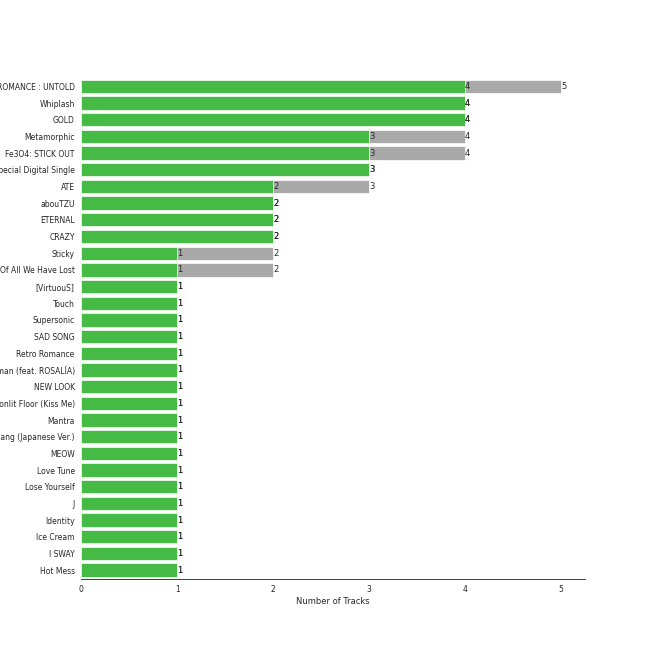 ROMANCE : UNTOLD 4 5
Whiplash 4
GOLD 4
Metamorphic 3 4
Fe3O4: STICK OUT 3 4
pecial Digital Single 3
ATE 2 3
abouTZU 2
ETERNAL 2
CRAZY 2
Sticky 1 2
Of All We Have Lost 1 2
[VirtuouS] 1
Touch 1
Supersonic 1
SAD SONG 1
Retro Romance 1
man (feat. ROSALÍA) 1
NEW LOOK 1
onlit Floor (Kiss Me) 1
Mantra 1
ang (Japanese Ver.) 1
MEOW 1
Love Tune 1
Lose Yourself 1
J 1
Identity 1
Ice Cream 1
I SWAY 1
Hot Mess 1
0 1 2 3 4 5
Number of Tracks